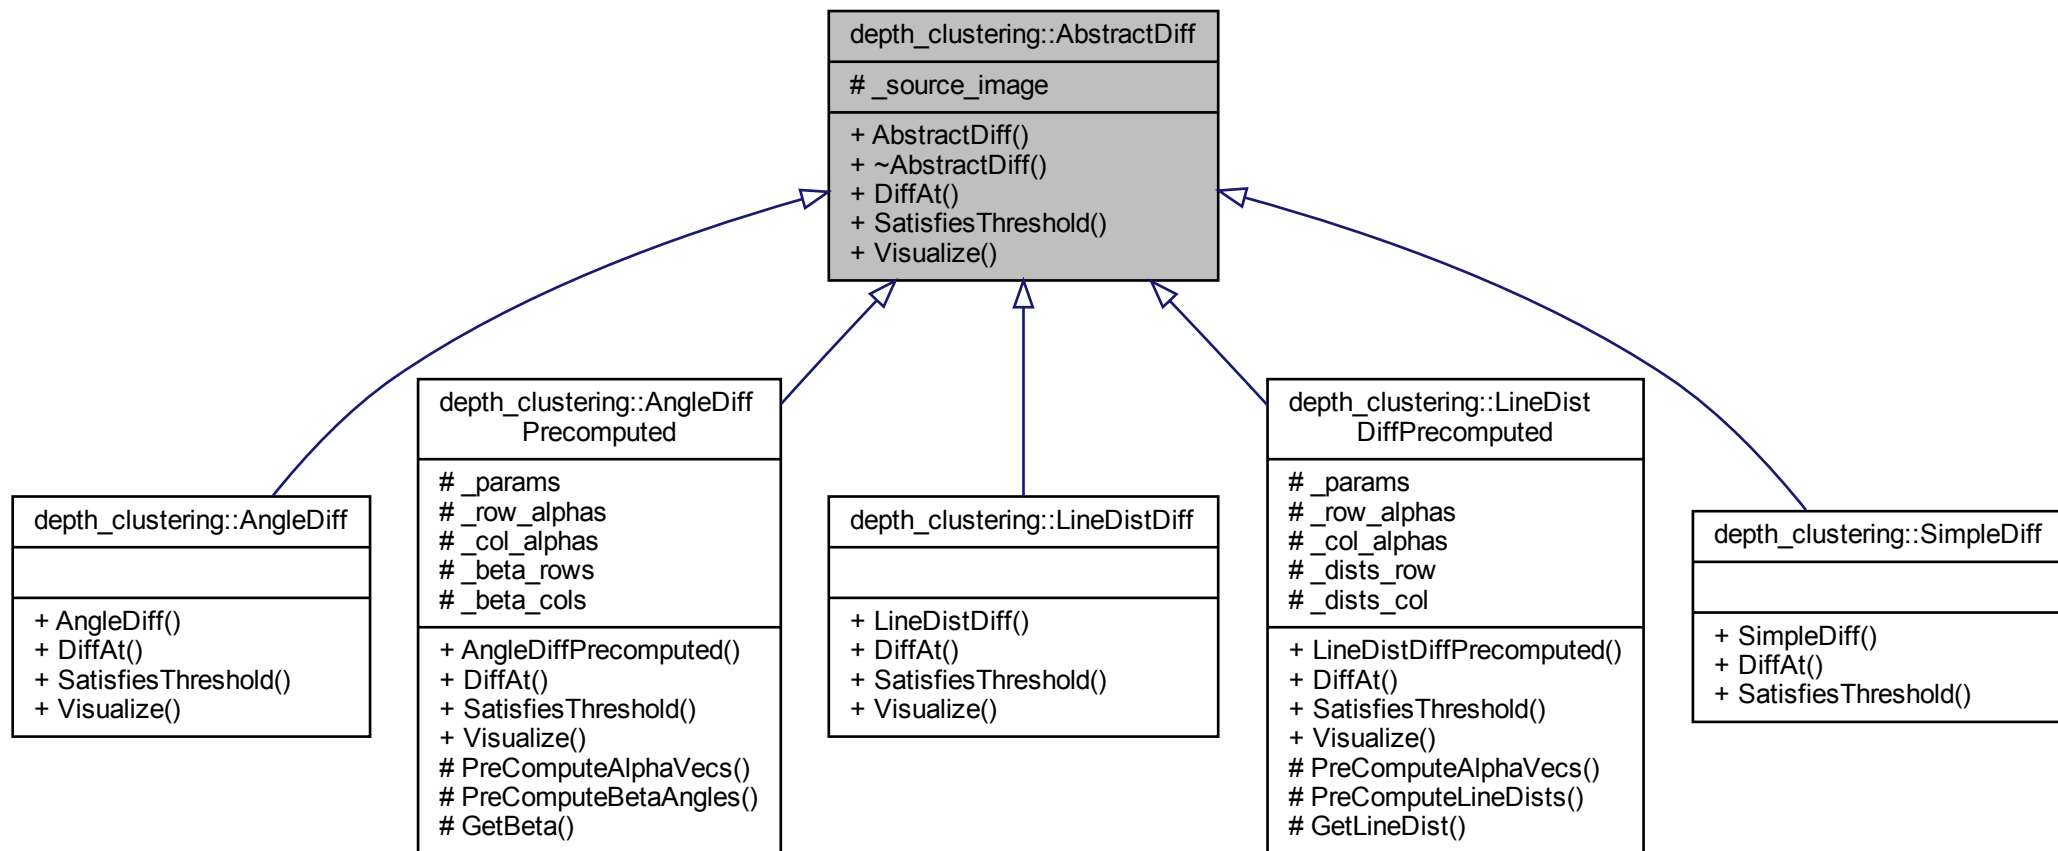 depth_clustering::AbstractDiff
# _source_image
+ AbstractDiff()
+ ~AbstractDiff()
+ DiffAt()
+ SatisfiesThreshold()
+ Visualize()
depth_clustering::AngleDiff
+ AngleDiff()
+ DiffAt()
+ SatisfiesThreshold()
+ Visualize()
depth_clustering::AngleDiff
Precomputed
# _params
# _row_alphas
# _col_alphas
# _beta_rows
# _beta_cols
+ AngleDiffPrecomputed()
+ DiffAt()
+ SatisfiesThreshold()
+ Visualize()
# PreComputeAlphaVecs()
# PreComputeBetaAngles()
# GetBeta()
depth_clustering::LineDistDiff
+ LineDistDiff()
+ DiffAt()
+ SatisfiesThreshold()
+ Visualize()
depth_clustering::LineDist
DiffPrecomputed
# _params
# _row_alphas
# _col_alphas
# _dists_row
# _dists_col
+ LineDistDiffPrecomputed()
+ DiffAt()
+ SatisfiesThreshold()
+ Visualize()
# PreComputeAlphaVecs()
# PreComputeLineDists()
# GetLineDist()
depth_clustering::SimpleDiff
+ SimpleDiff()
+ DiffAt()
+ SatisfiesThreshold()